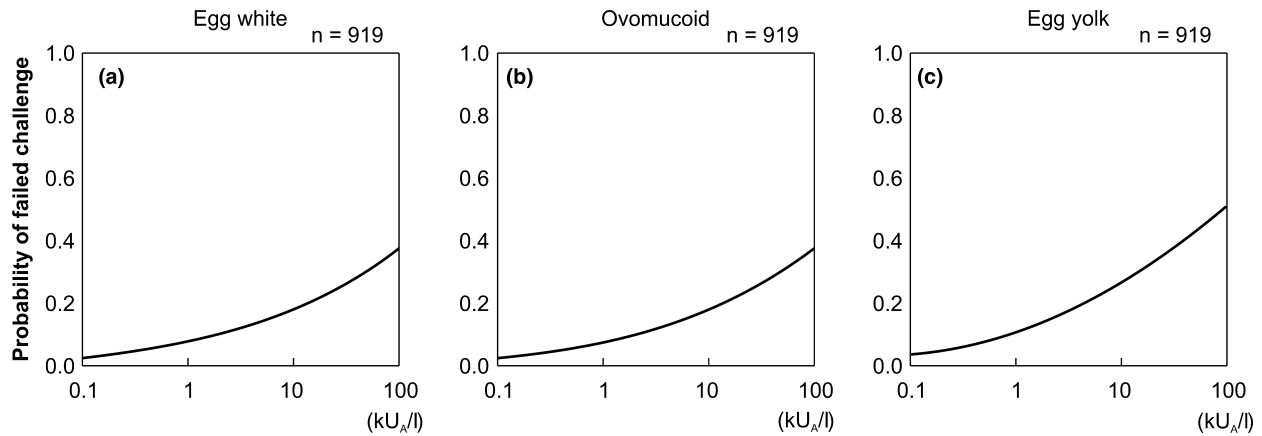 Egg white
n = 919
Ovomucoid
n = 919
Egg yolk
n = 919
Probability of failed challenge
(a)
1.0
0.8
0.6
0.4
0.2
0.0
0.1
1
10
100
(kU_A/l)
(b)
1.0
0.8
0.6
0.4
0.2
0.0
0.1
1
10
100
(kU_A/l)
(c)
1.0
0.8
0.6
0.4
0.2
0.0
0.1
1
10
100
(kU_A/l)